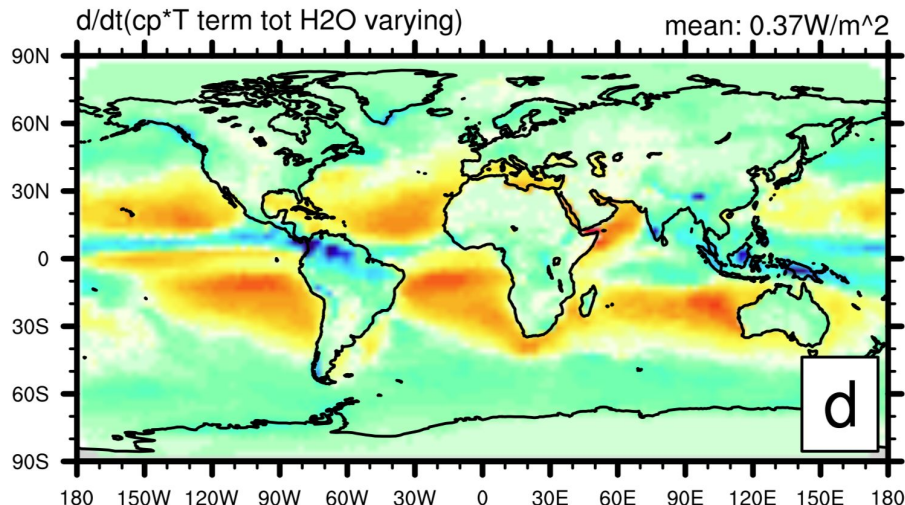 d/dt(cp*T term tot H2O varying) mean: 0.37W/m^2
90N
60N
30N
0
30S
60S
90S
d
180 150W 120W 90W 60W 30W 0 30E 60E 90E 120E 150E 180